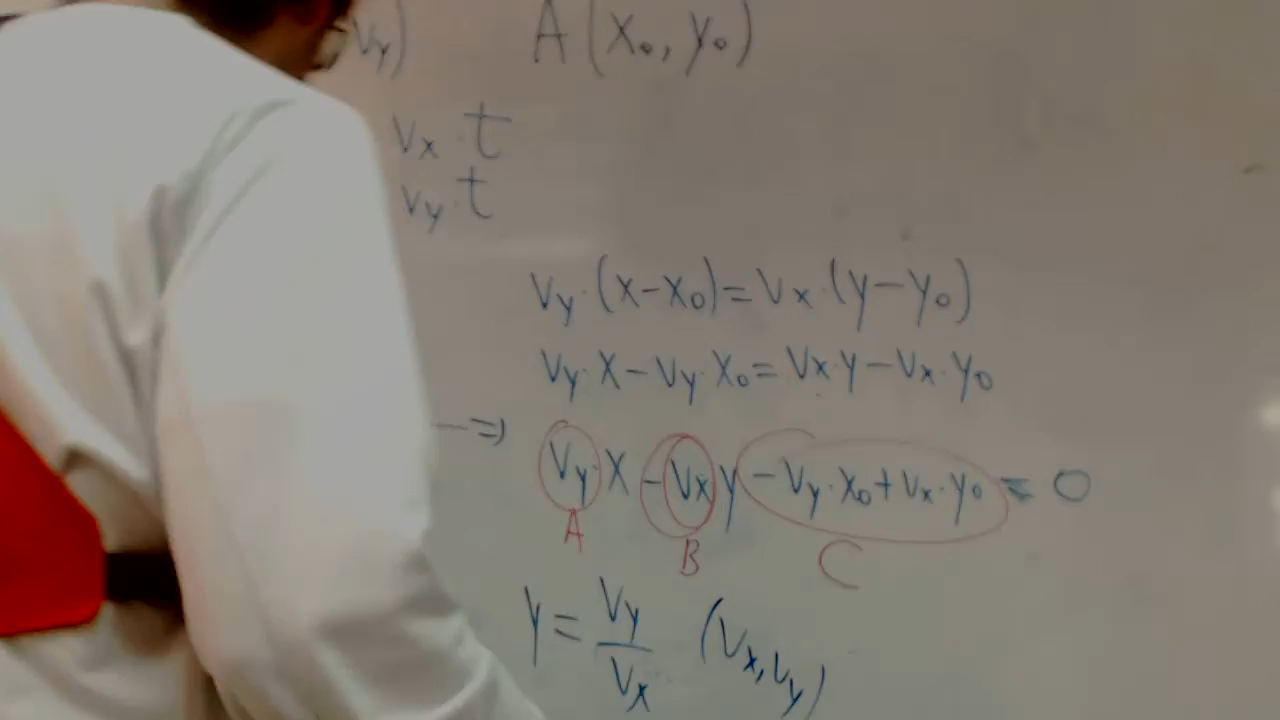 Vy) A(X₀, y₀)
Vx t
Vy t
Vy·(X-X₀)=Vx·(y-y₀)
Vy·X-Vy·X₀=Vx·y-Vx·y₀
⇒ Vy·X-Vx y-Vy·X₀+Vx·y₀=0
A B C
y=Vy/Vx (Vx, Vy)